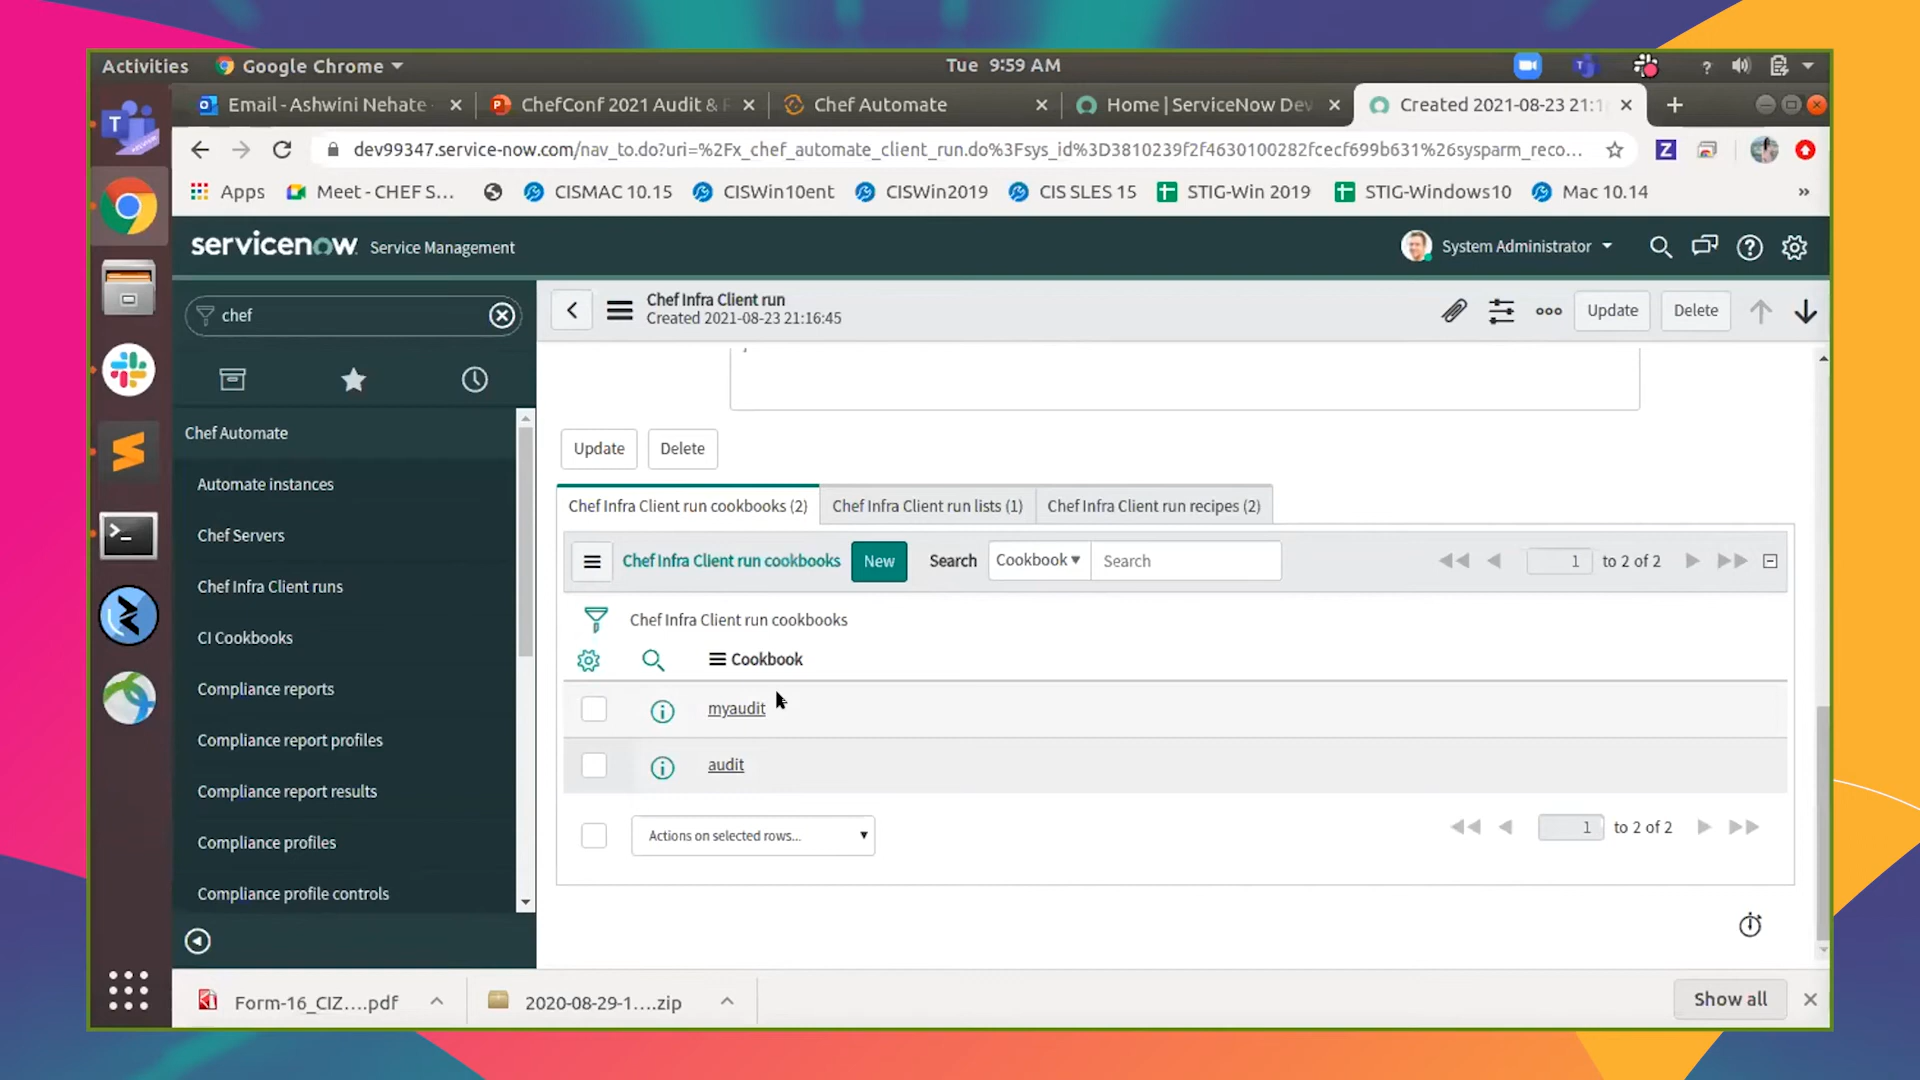 Activities Google Chrome Tue 9:59 AM ?
Email - Ashwini Nehate ChefConf 2021 Audit & Chef Automate Home | ServiceNow Dev Created 2021-08-23 21:1
dev99347.service-now.com/nav_to.do?uri=%2Fx_chef_automate_client_run.do%3Fsys_id%3D3810239f2f4630100282fcecf699b631%26sysparm_reco... Z
Apps Meet - CHEF S... CISMAC 10.15 CISWin10ent CISWin2019 CIS SLES 15 STIG-Win 2019 STIG-Windows10 Mac 10.14 »
servicenow Service Management System Administrator
chef
Chef Infra Client run
Created 2021-08-23 21:16:45
Update Delete
Chef Automate
Automate instances
Chef Servers
Chef Infra Client runs
CI Cookbooks
Compliance reports
Compliance report profiles
Compliance report results
Compliance profiles
Compliance profile controls
Update Delete
Chef Infra Client run cookbooks (2) Chef Infra Client run lists (1) Chef Infra Client run recipes (2)
Chef Infra Client run cookbooks New Search Cookbook Search 1 to 2 of 2
Chef Infra Client run cookbooks
Cookbook
myaudit
audit
Actions on selected rows... 1 to 2 of 2
Form-16_CIZ....pdf 2020-08-29-1....zip Show all